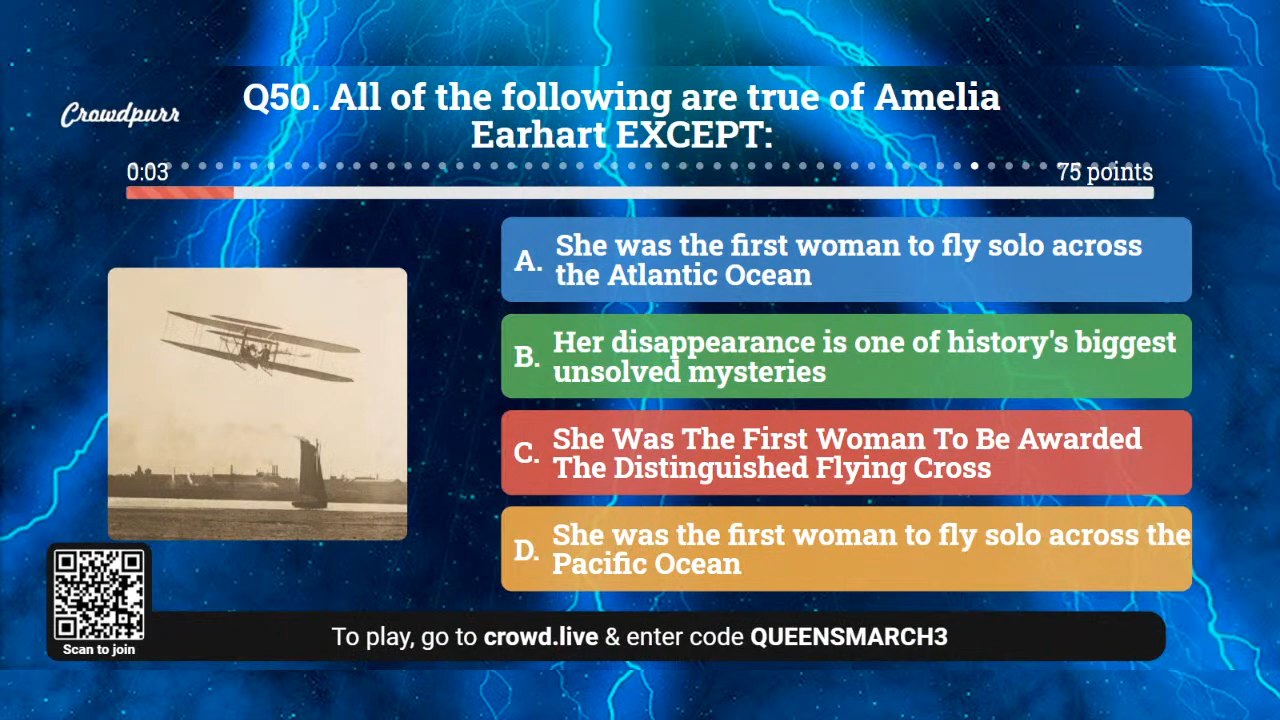 Crowdpurr
Q50. All of the following are true of Amelia
Earhart EXCEPT:
0:03
75 points
A. She was the first woman to fly solo across
the Atlantic Ocean
B. Her disappearance is one of history's biggest
unsolved mysteries
C. She Was The First Woman To Be Awarded
The Distinguished Flying Cross
D. She was the first woman to fly solo across the
Pacific Ocean
Scan to join
To play, go to crowd.live & enter code QUEENSMARCH3